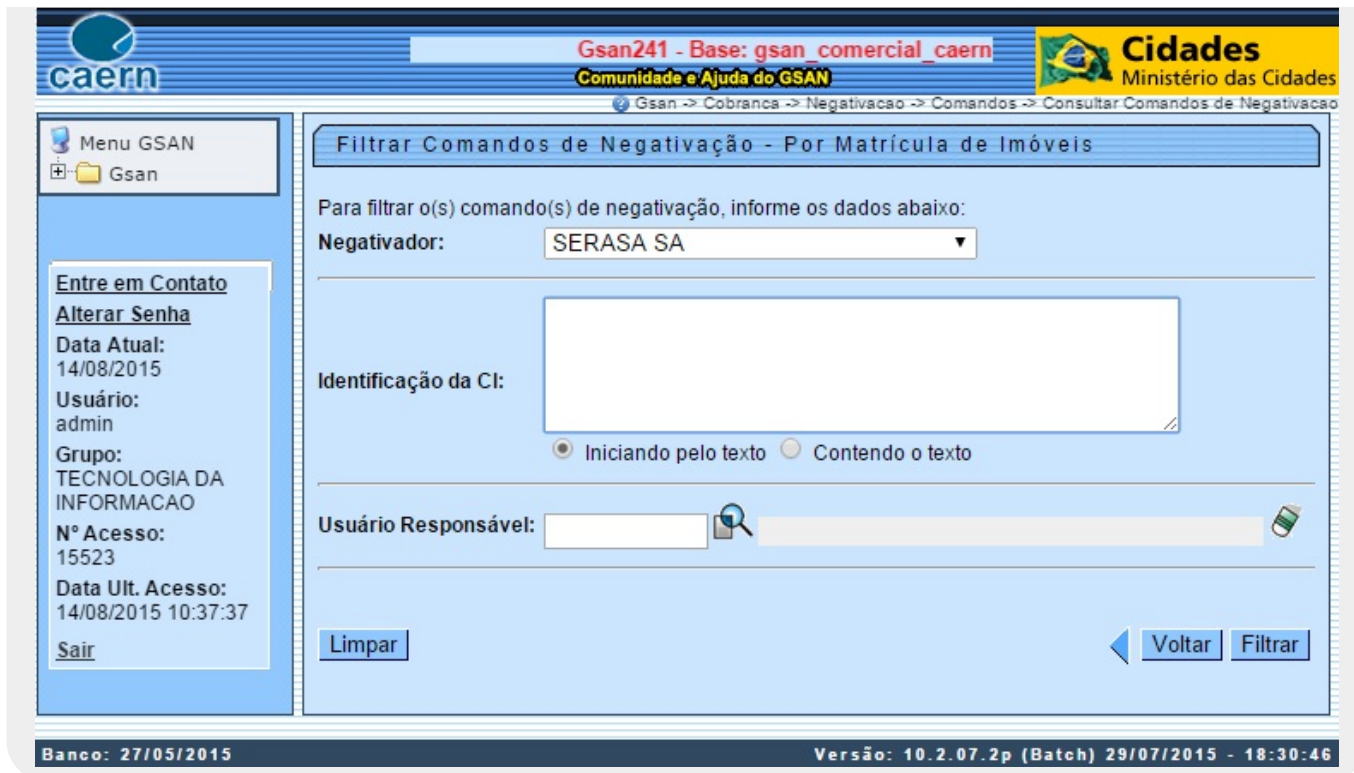 caern
Gsan241 - Base: gsan_comercial_caern
Comunidade e Ajuda do GSAN
Cidades
Ministério das Cidades
Gsan -> Cobranca -> Negativacao -> Comandos -> Consultar Comandos de Negativacao
Menu GSAN
Gsan
Entre em Contato
Alterar Senha
Data Atual:
14/08/2015
Usuário:
admin
Grupo:
TECNOLOGIA DA
INFORMACAO
Nº Acesso:
15523
Data Ult. Acesso:
14/08/2015 10:37:37
Sair
Filtrar Comandos de Negativação - Por Matrícula de Imóveis
Para filtrar o(s) comando(s) de negativação, informe os dados abaixo:
Negativador: SERASA SA
Identificação da CI:
Iniciando pelo texto Contendo o texto
Usuário Responsável:
Limpar Voltar Filtrar
Banco: 27/05/2015 Versão: 10.2.07.2p (Batch) 29/07/2015 - 18:30:46